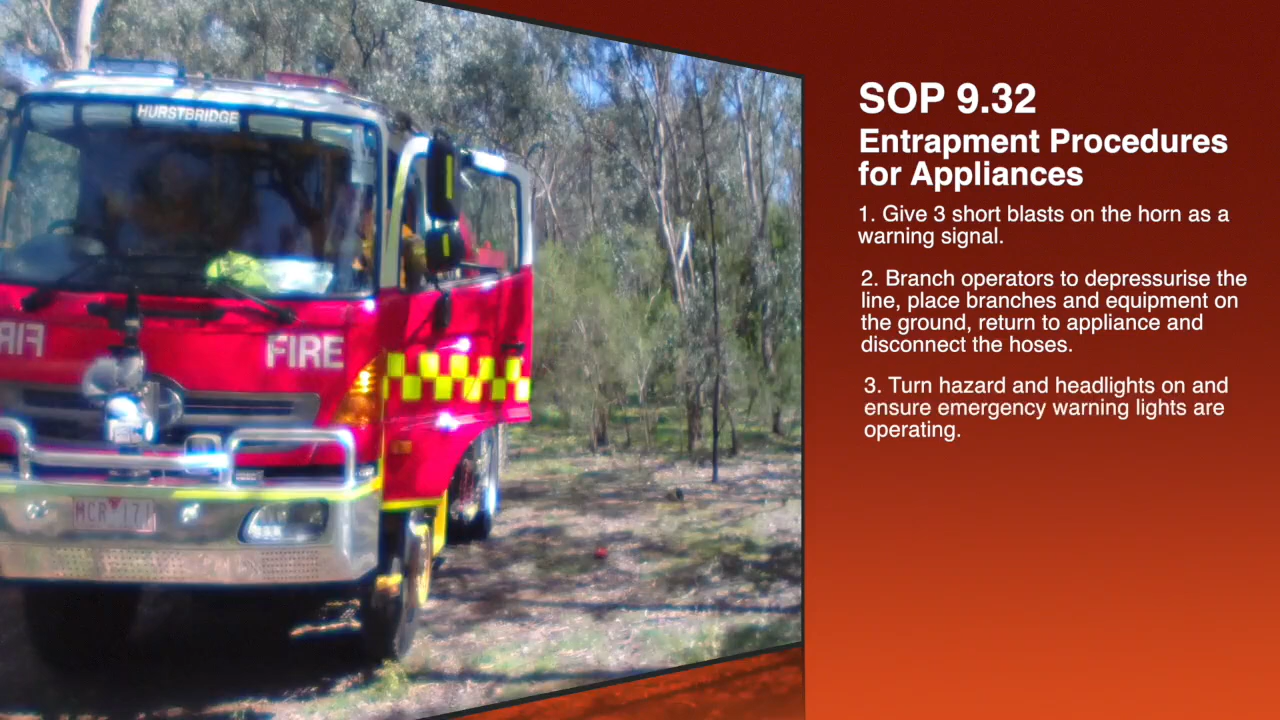 HURSTBRIDGE
FIRE
FIRE
MCR 171
SOP 9.32
Entrapment Procedures
for Appliances
1. Give 3 short blasts on the horn as a
warning signal.
2. Branch operators to depressurise the
line, place branches and equipment on
the ground, return to appliance and
disconnect the hoses.
3. Turn hazard and headlights on and
ensure emergency warning lights are
operating.